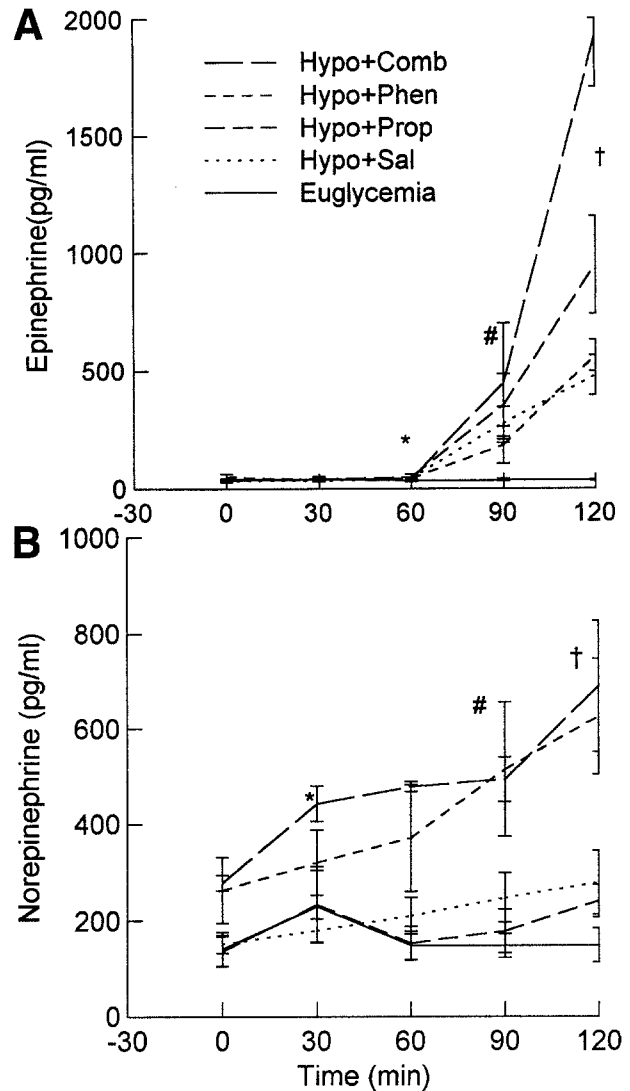 A
2000
1500
1000
500
0
Epinephrine(pg/ml)
Hypo+Comb
Hypo+Phen
Hypo+Prop
Hypo+Sal
Euglycemia
*
#
†
-30 0 30 60 90 120
B
1000
800
600
400
200
0
Norepinephrine (pg/ml)
*
#
†
-30 0 30 60 90 120
Time (min)